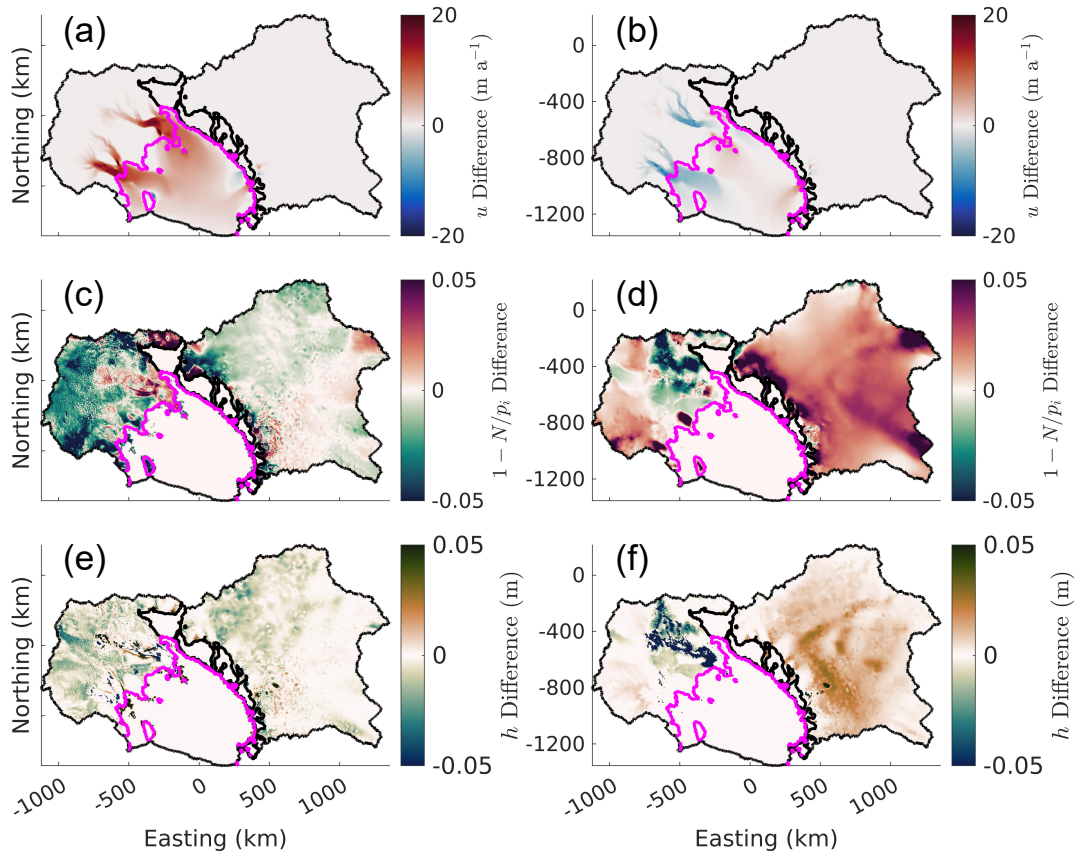 (a)
Northing (km)
20
0
-20
u Difference (m a⁻¹)
(b)
0
-400
-800
-1200
20
0
-20
u Difference (m a⁻¹)
(c)
Northing (km)
0.05
0
-0.05
1 − N/pᵢ Difference
(d)
0
-400
-800
-1200
0.05
0
-0.05
1 − N/pᵢ Difference
(e)
Northing (km)
0.05
0
-0.05
h Difference (m)
-1000
-500
0
500
1000
Easting (km)
(f)
0
-400
-800
-1200
0.05
0
-0.05
h Difference (m)
-1000
-500
0
500
1000
Easting (km)